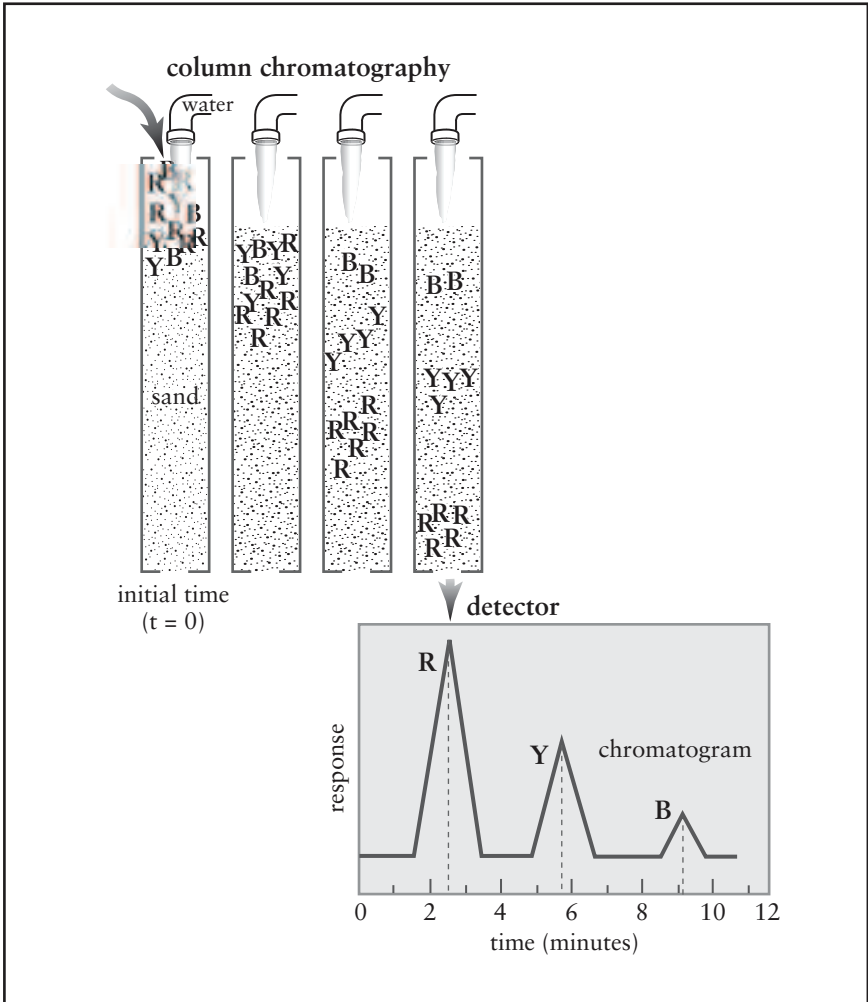 column chromatography
water
B
R R
Y
R B
R
Y R R
Y B
Y B Y R
B Y
R
Y R
R R
R
B B
Y
Y Y
Y
R
R R R
R
R
B B
Y Y Y
Y
R R R
R R
sand
initial time
(t = 0)
detector
R
Y
B
chromatogram
response
0 2 4 6 8 10 12
time (minutes)